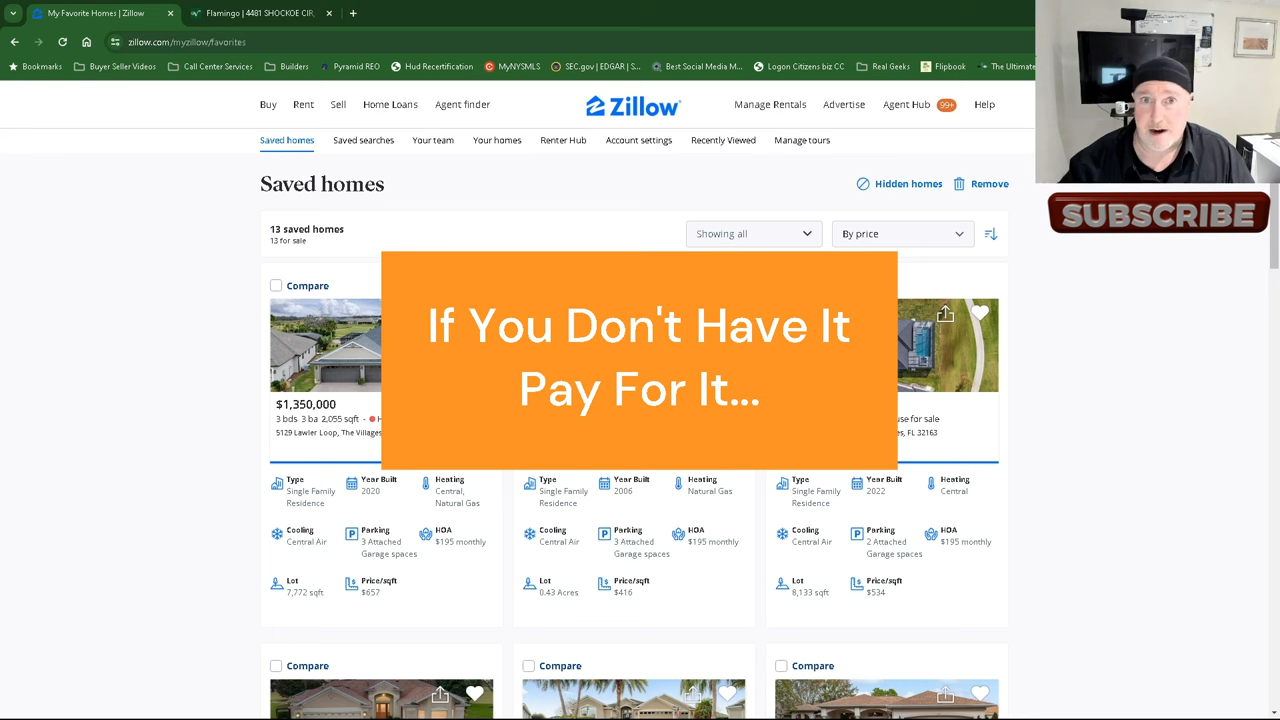 My Favorite Homes | Zillow
Flamingo | 4481 SHOCKOE CIR.
zillow.com/myzillow/favorites
Bookmarks
Buyer Seller Videos
Call Center Services
Builders
Pyramid REO
Hud Recertification
My NYSMLS
SEC.gov | EDGAR | S...
Best Social Media M...
Logon Citizens biz CC
Real Geeks
Flipbook
The Ultimate
Buy Rent Sell Home Loans Agent finder
Zillow
Manage Rentals Advertise Agent Hub 99+ Help
Saved homes Saved searches Your team Your homes Renter Hub Account settings Recently Viewed Manage tours
Saved homes
Hidden homes Remove
SUBSCRIBE
13 saved homes
13 for sale
Showing all
By price
Compare
If You Don't Have It
Pay For It...
$1,350,000
3 bds 3 ba 2,055 sqft - H
5129 Lawler Loop, The Villages
use for sale
es, FL 32163
Type
Single Family
Residence
Year Built
2020
Heating
Central,
Natural Gas
Cooling
Central Air
Parking
3 Attached
Garage spaces
HOA
$195 monthly
Lot
7,772 sqft
Price/sqft
$657
Type
Single Family
Residence
Year Built
2006
Heating
Natural Gas
Cooling
Central Air
Parking
3 Attached
Garage spaces
HOA
$195 monthly
Lot
0.43 Acres
Price/sqft
$416
Type
Single Family
Residence
Year Built
2022
Heating
Central
Cooling
Central Air
Parking
2 Attached
Garage spaces
HOA
$195 monthly
Lot
8,133 sqft
Price/sqft
$534
Compare
Compare
Compare